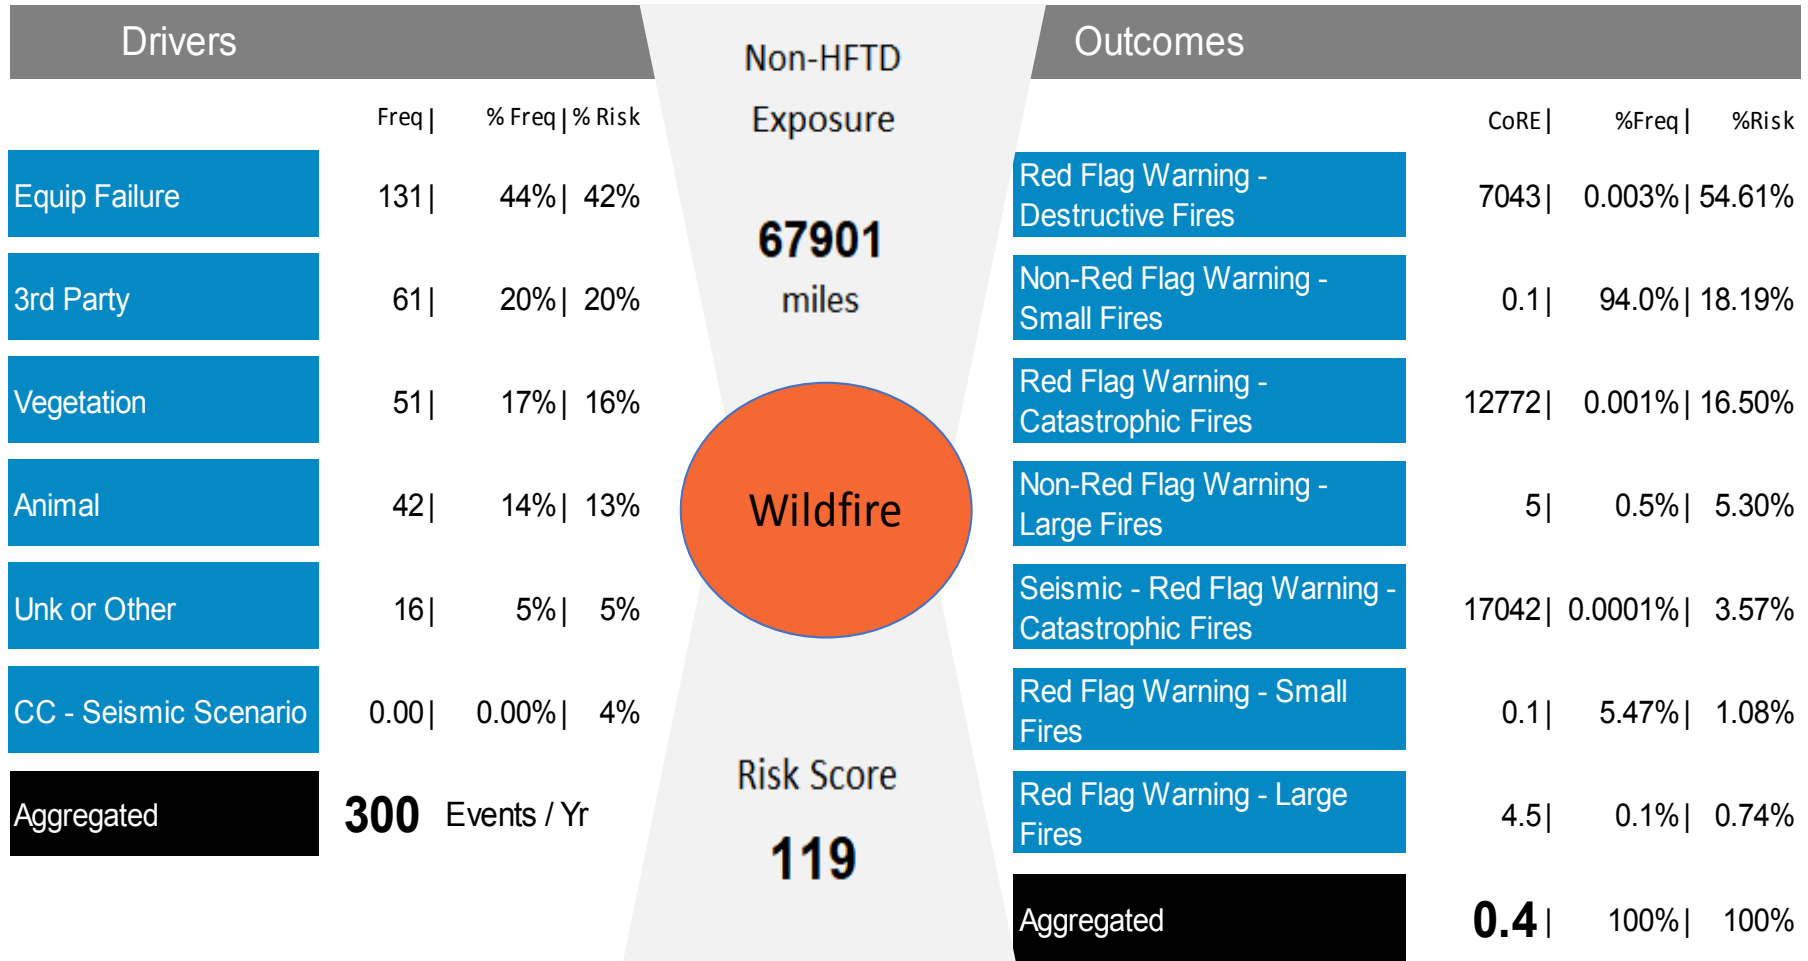 Drivers
Freq| % Freq| % Risk
Equip Failure 131| 44%| 42%
3rd Party 61| 20%| 20%
Vegetation 51| 17%| 16%
Animal 42| 14%| 13%
Unk or Other 16| 5%| 5%
CC - Seismic Scenario 0.00| 0.00%| 4%
Aggregated 300 Events / Yr
Non-HFTD
Exposure
67901
miles
Wildfire
Risk Score
119
Outcomes
CoRE| %Freq| %Risk
Red Flag Warning -
Destructive Fires 7043| 0.003%| 54.61%
Non-Red Flag Warning -
Small Fires 0.1| 94.0%| 18.19%
Red Flag Warning -
Catastrophic Fires 12772| 0.001%| 16.50%
Non-Red Flag Warning -
Large Fires 5| 0.5%| 5.30%
Seismic - Red Flag Warning -
Catastrophic Fires 17042| 0.0001%| 3.57%
Red Flag Warning - Small
Fires 0.1| 5.47%| 1.08%
Red Flag Warning - Large
Fires 4.5| 0.1%| 0.74%
Aggregated 0.4| 100%| 100%